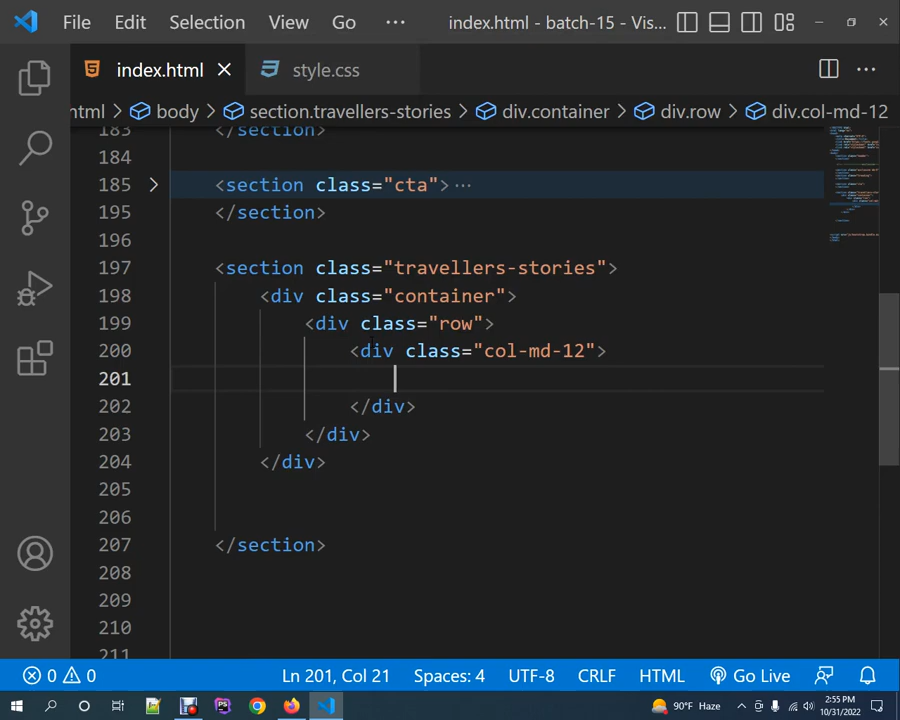 File Edit Selection View Go ··· index.html - batch-15 - Vis...
index.html style.css
html > body > section.travellers-stories > div.container > div.row > div.col-md-12
183 </section>
184
185 <section class="cta">···
195 </section>
196
197 <section class="travellers-stories">
198 <div class="container">
199 <div class="row">
200 <div class="col-md-12">
201
202 </div>
203 </div>
204 </div>
205
206
207 </section>
208
209
210
211
0 0 Ln 201, Col 21 Spaces: 4 UTF-8 CRLF HTML Go Live
90°F Haze 2:55 PM
10/31/2022